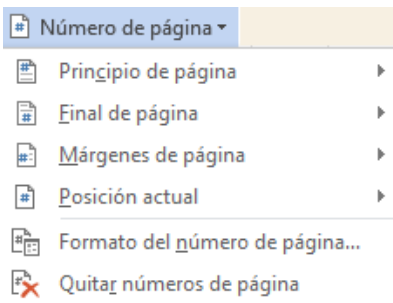 Número de página
Principio de página
Final de página
Márgenes de página
Posición actual
Formato del número de página...
Quitar números de página